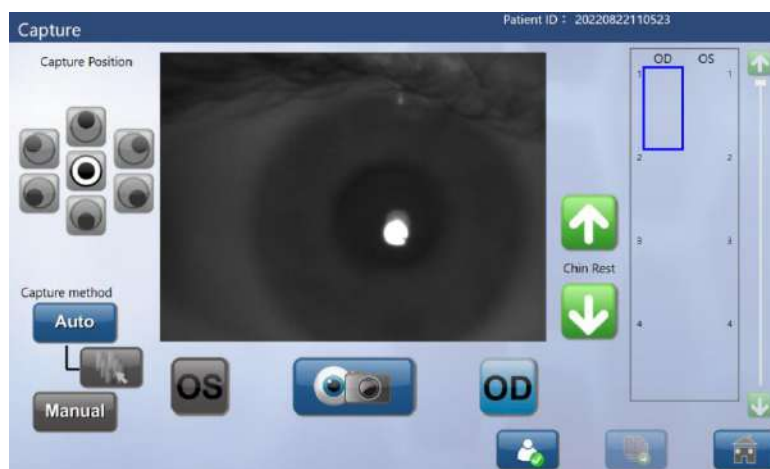 Patient ID： 20220822110523
Capture
Capture Position
OD OS
1 1
2 2
3 3
Chin Rest
4 4
Capture method
Auto
Manual
OS
OD